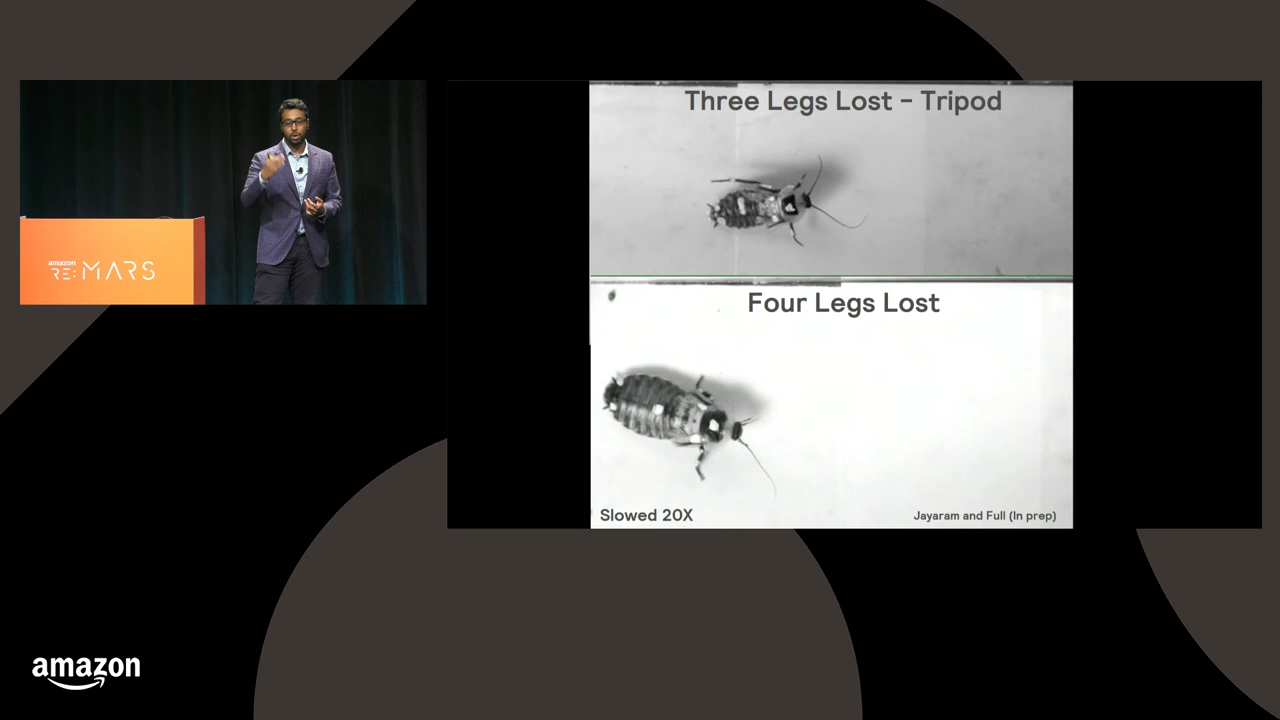 amazon
RE:MARS
Three Legs Lost - Tripod
Four Legs Lost
Slowed 20X
Jayaram and Full (In prep)
amazon